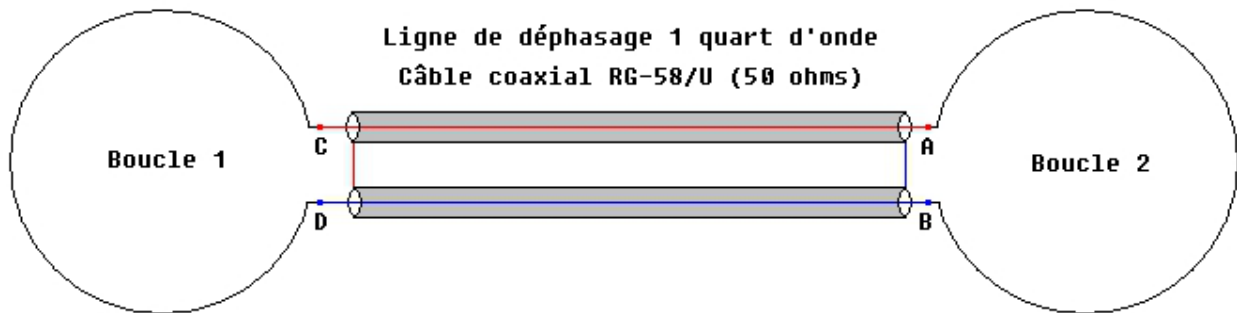 Ligne de déphasage 1 quart d'onde
Câble coaxial RG-58/U (50 ohms)
C
A
Boucle 1
Boucle 2
D
B